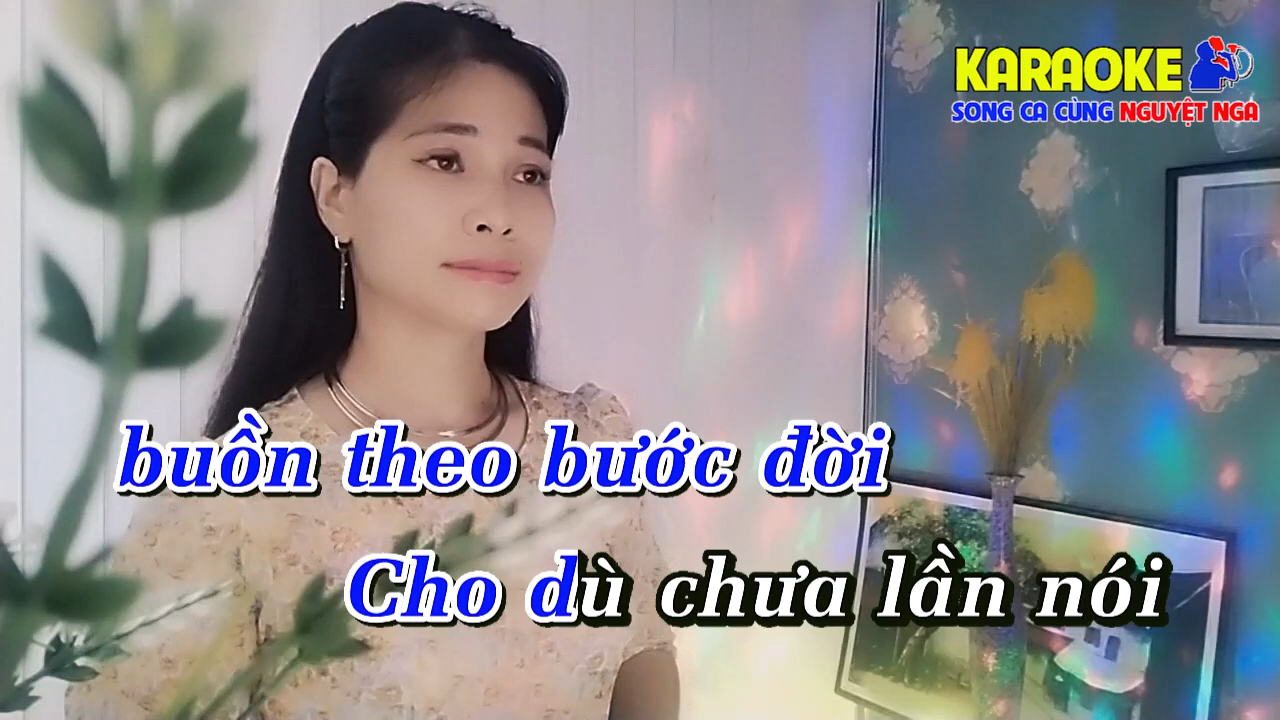 KARAOKE
SONG CA CÙNG NGUYỆT NGA
buồn theo bước đời
Cho dù chưa lần nói